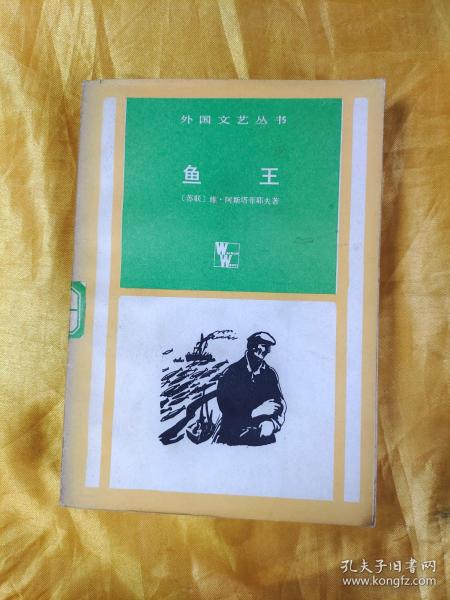 外国文艺丛书
鱼 王
〔苏联〕维·阿斯塔菲耶夫著
W
W
孔夫子旧书网
www.kongfz.com